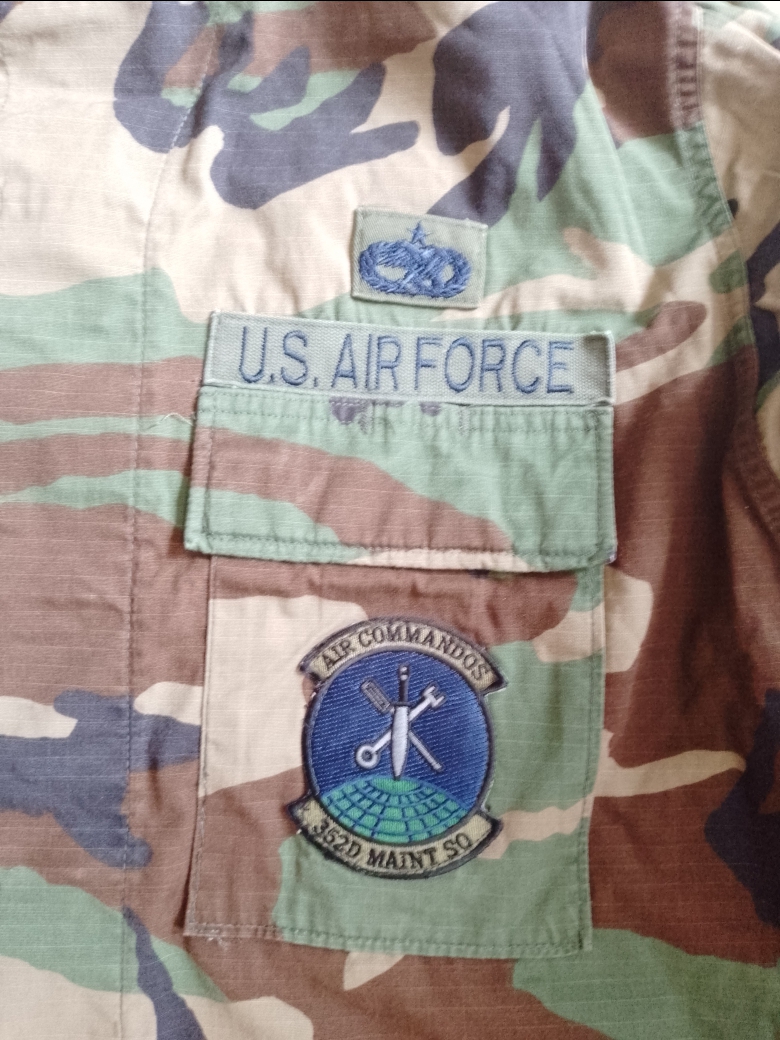 U.S. AIR FORCE
AIR COMMANDOS
352D MAINT SQ